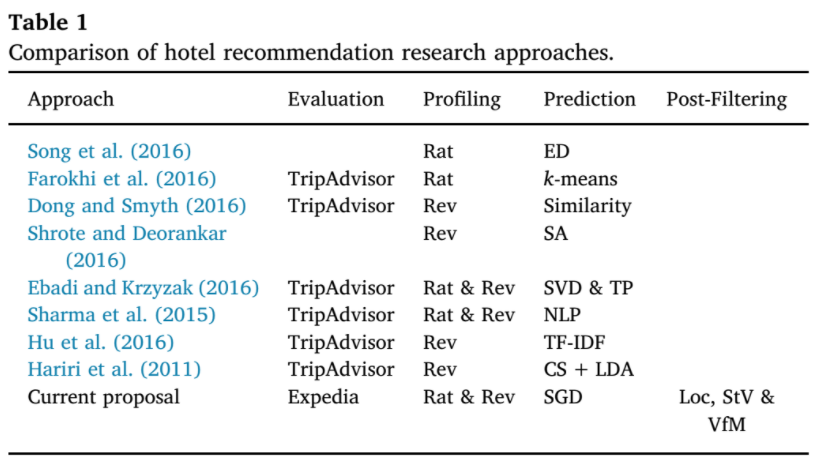 Table 1
Comparison of hotel recommendation research approaches.
Approach Evaluation Profiling Prediction Post-Filtering
Song et al. (2016) Rat ED
Farokhi et al. (2016) TripAdvisor Rat k-means
Dong and Smyth (2016) TripAdvisor Rev Similarity
Shrote and Deorankar Rev SA
(2016)
Ebadi and Krzyzak (2016) TripAdvisor Rat & Rev SVD & TP
Sharma et al. (2015) TripAdvisor Rat & Rev NLP
Hu et al. (2016) TripAdvisor Rev TF-IDF
Hariri et al. (2011) TripAdvisor Rev CS + LDA
Current proposal Expedia Rat & Rev SGD Loc, StV &
VfM